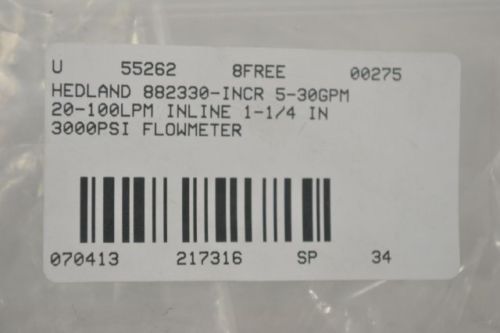 U 55262 8FREE 00275
HEDLAND 882330-INCR 5-30GPM
20-100LPM INLINE 1-1/4 IN
3000PSI FLOWMETER
070413 217316 SP 34